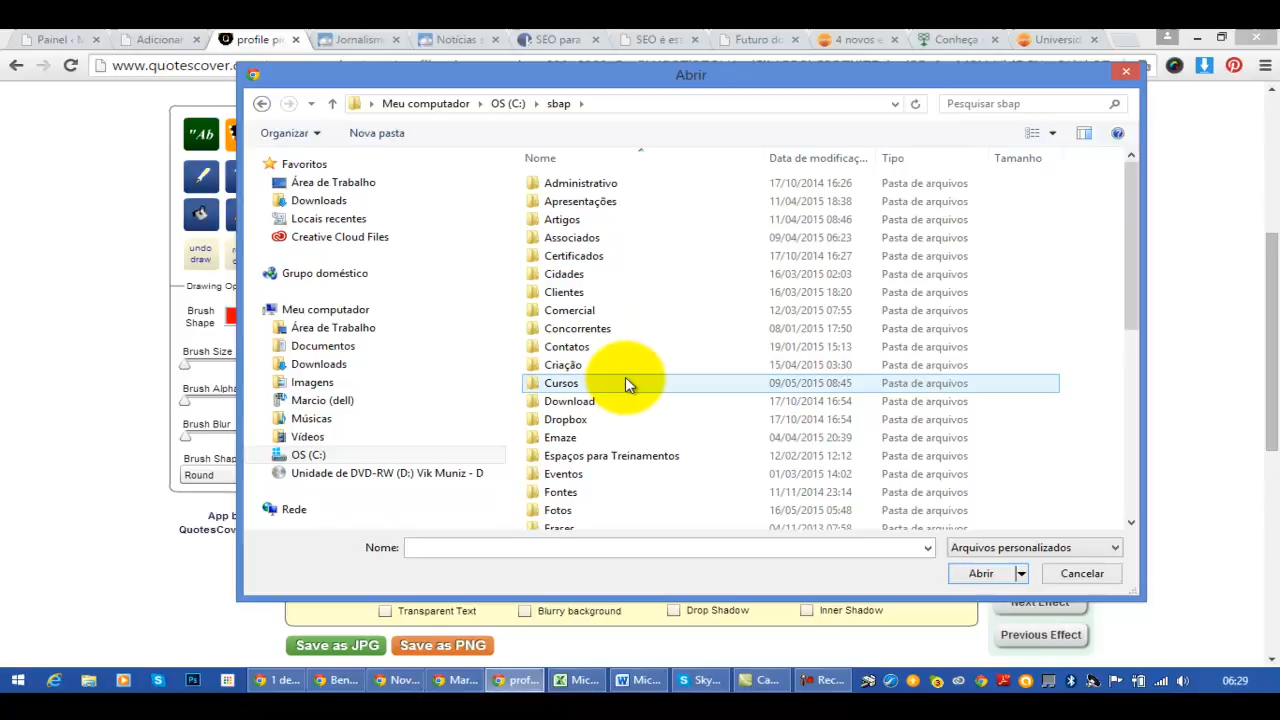 Painel ‹ M
Adicionar
profile pi
Jornalism
Notícias s
SEO para
SEO é es
Futuro do
4 novos e
Conheça
Universid
www.quotescover.c
Abrir
Meu computador
OS (C:)
sbap
Pesquisar sbap
Organizar
Nova pasta
Nome
Data de modificaç...
Tipo
Tamanho
Favoritos
Área de Trabalho
Downloads
Locais recentes
Creative Cloud Files
Grupo doméstico
Meu computador
Área de Trabalho
Documentos
Downloads
Imagens
Marcio (dell)
Músicas
Vídeos
OS (C:)
Unidade de DVD-RW (D:) Vik Muniz - D
Rede
Administrativo 17/10/2014 16:26 Pasta de arquivos
Apresentações 11/04/2015 18:38 Pasta de arquivos
Artigos 11/04/2015 08:46 Pasta de arquivos
Associados 09/04/2015 06:23 Pasta de arquivos
Certificados 17/10/2014 16:27 Pasta de arquivos
Cidades 16/03/2015 02:03 Pasta de arquivos
Clientes 16/03/2015 18:20 Pasta de arquivos
Comercial 12/03/2015 07:55 Pasta de arquivos
Concorrentes 08/01/2015 17:50 Pasta de arquivos
Contatos 19/01/2015 15:13 Pasta de arquivos
Criação 15/04/2015 03:30 Pasta de arquivos
Cursos 09/05/2015 08:45 Pasta de arquivos
Download 17/10/2014 16:54 Pasta de arquivos
Dropbox 17/10/2014 16:54 Pasta de arquivos
Emaze 04/04/2015 20:39 Pasta de arquivos
Espaços para Treinamentos 12/02/2015 12:12 Pasta de arquivos
Eventos 01/03/2015 14:02 Pasta de arquivos
Fontes 11/11/2014 23:14 Pasta de arquivos
Fotos 16/05/2015 05:48 Pasta de arquivos
Frases 04/11/2013 07:58 Pasta de arquivos
Nome:
Arquivos personalizados
Abrir
Cancelar
"Ab
undo
draw
Drawing Op
Brush
Shape
Brush Size
Brush Alpha
Brush Blur
Brush Shap
Round
App b
QuotesCov
Transparent Text
Blurry background
Drop Shadow
Inner Shadow
Next Effect
Previous Effect
Save as JPG
Save as PNG
1 de...
Ben...
Nov...
Mar...
prof...
Mic...
Mic...
Sky...
Ca...
Rec...
06:29